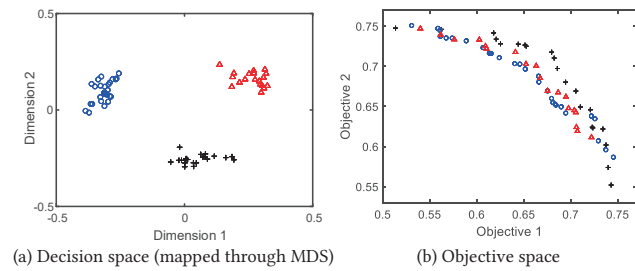 0.5
0
-0.5
-0.5
0
0.5
Dimension 2
Dimension 1
(a) Decision space (mapped through MDS)
0.75
0.7
0.65
0.6
0.55
0.5
0.55
0.6
0.65
0.7
0.75
Objective 2
Objective 1
(b) Objective space